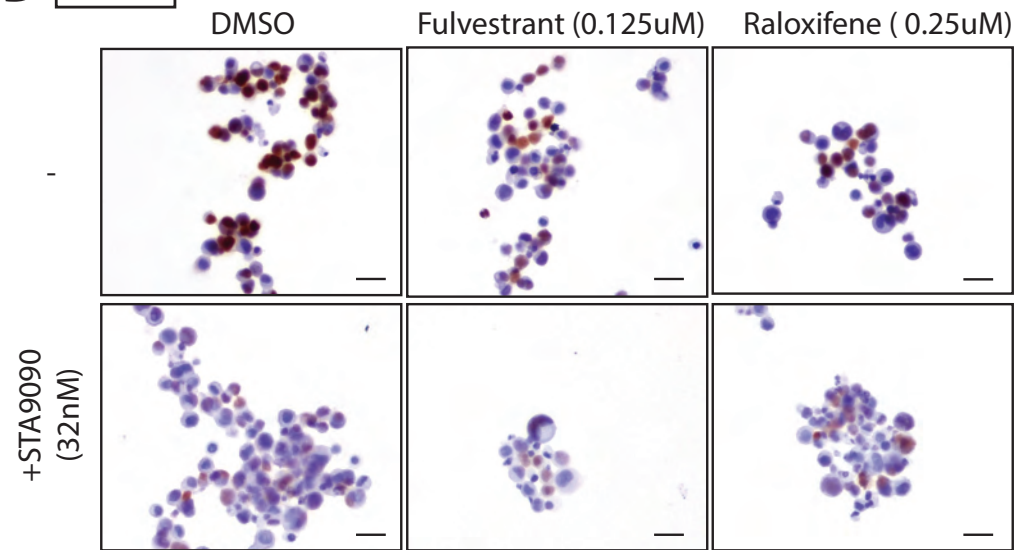 DMSO
Fulvestrant (0.125uM)
Raloxifene ( 0.25uM)
-
+STA9090
(32nM)